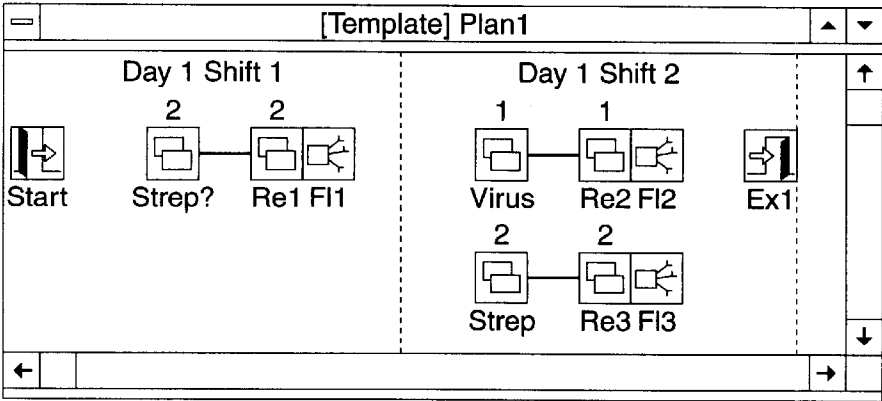 [Template] Plan1
Day 1 Shift 1
Day 1 Shift 2
2 2
1 1
Start
Strep?
Re1 Fl1
Virus
Re2 Fl2
Ex1
2 2
Strep
Re3 Fl3